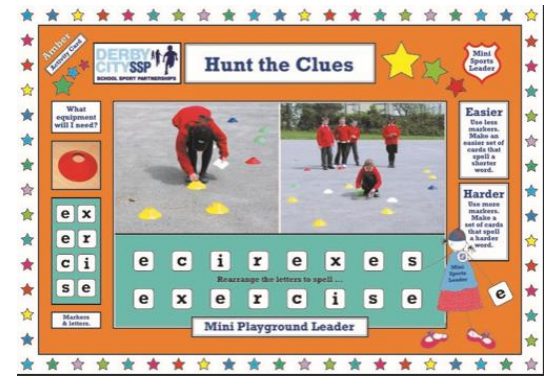 Amber
Activity Card
DERBY
CITY SSP
SCHOOL SPORT PARTNERSHIPS
Hunt the Clues
Mini
Sports
Leader
What
equipment
will I need?
Easier
Use less
markers.
Make an
easier set of
cards that
spell a
shorter
word.
Harder
Use more
markers.
Make a
set of cards
that spell
a harder
word.
e x
e r
c i
s e
Markers
& letters.
e c i r e x e s
Rearrange the letters to spell ...
e x e r c i s e
Mini
Sports
Leader
e
Mini Playground Leader